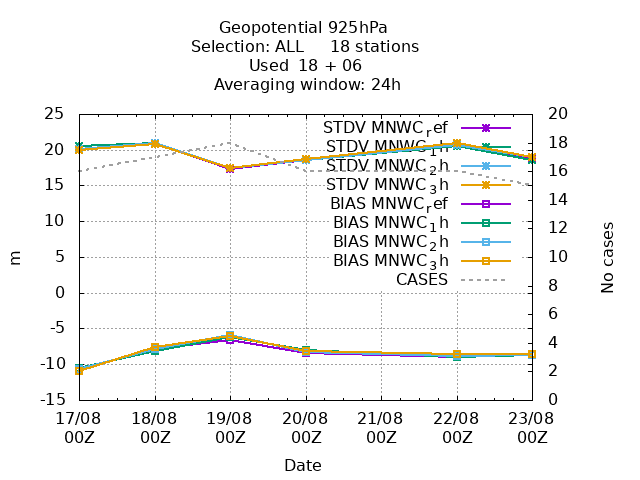 Geopotential 925hPa
Selection: ALL     18 stations
Used  18 + 06
Averaging window: 24h
25
20
15
10
5
0
-5
-10
-15
m
20
18
16
14
12
10
8
6
4
2
0
No cases
STDV MNWC_ref
STDV MNWC_1h
STDV MNWC_2h
STDV MNWC_3h
BIAS MNWC_ref
BIAS MNWC_1h
BIAS MNWC_2h
BIAS MNWC_3h
CASES
17/08 18/08 19/08 20/08 21/08 22/08 23/08
00Z 00Z 00Z 00Z 00Z 00Z 00Z
Date